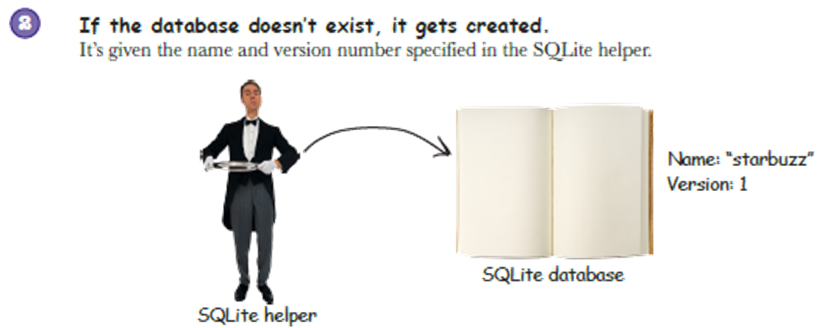 2
If the database doesn't exist, it gets created.
It's given the name and version number specified in the SQLite helper.
Name: "starbuzz"
Version: 1
SQLite database
SQLite helper